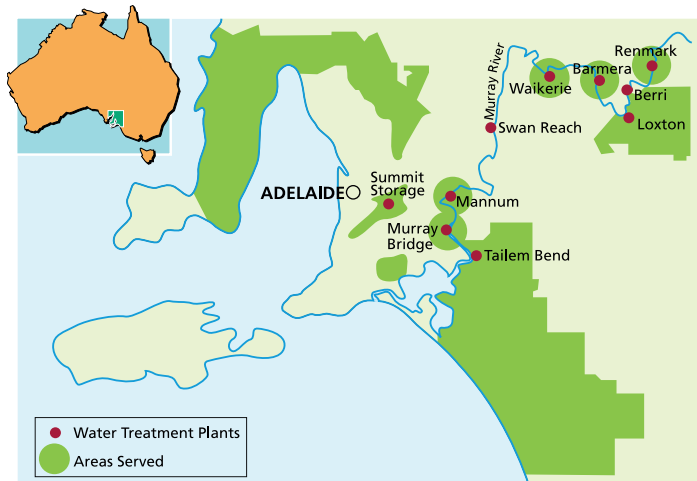 Renmark
Murray River
Barmera
Waikerie
Berri
Loxton
Swan Reach
Summit
Storage
ADELAIDE
Mannum
Murray
Bridge
Tailem Bend
Water Treatment Plants
Areas Served